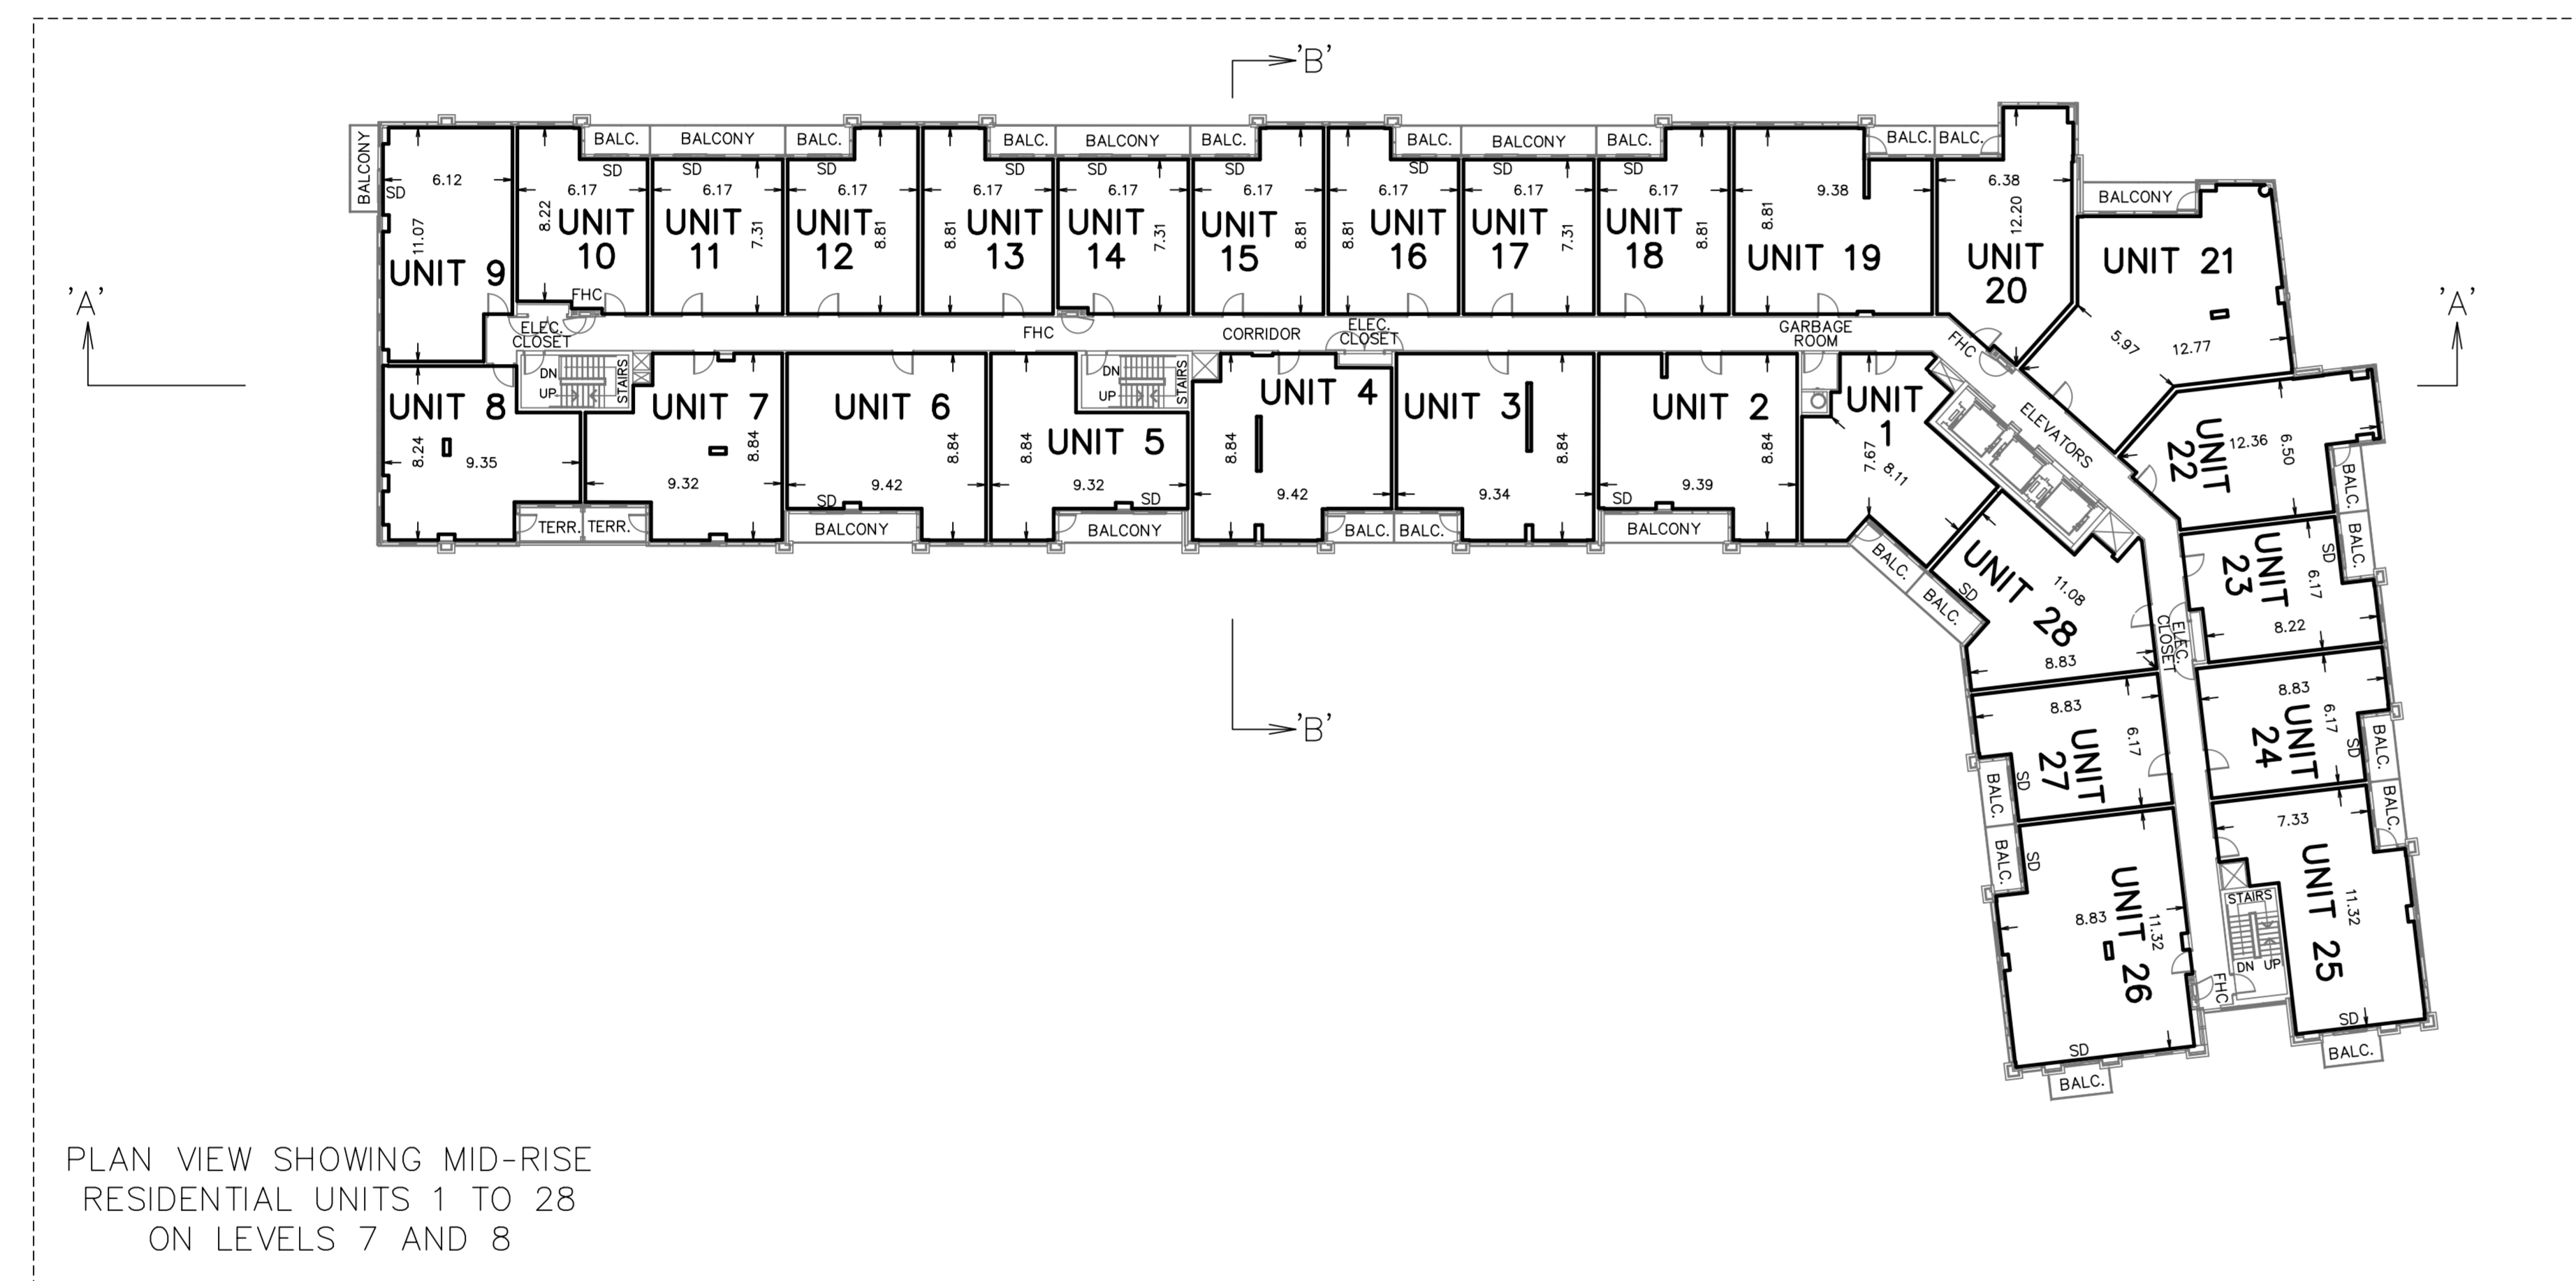 'B'
BALCONY
BALC.
BALCONY
BALC.
BALC.
BALCONY
BALC.
BALC.
BALCONY
BALC.
BALC.
BALC.
SD
6.12
11.07
UNIT 9
SD
6.17
8.22
UNIT
10
FHC
SD
6.17
UNIT
11
7.31
SD
6.17
UNIT
12
8.81
6.17
8.81
UNIT
13
SD
SD
6.17
UNIT
14
7.31
SD
6.17
UNIT
15
8.81
SD
6.17
8.81
UNIT
16
SD
6.17
UNIT
17
7.31
SD
6.17
UNIT
18
8.81
9.38
8.81
UNIT 19
6.38
12.20
UNIT
20
BALCONY
UNIT 21
5.97
12.77
'A'
'A'
ELEC.
CLOSET
FHC
CORRIDOR
ELEC.
CLOSET
GARBAGE
ROOM
FHC
ELEVATORS
UNIT 8
8.24
9.35
DN
UP
STAIRS
TERR.
TERR.
UNIT 7
8.84
9.32
UNIT 6
8.84
9.42
SD
BALCONY
DN
UP
STAIRS
UNIT 5
8.84
9.32
SD
BALCONY
UNIT 4
8.84
9.42
BALC.
BALC.
UNIT 3
8.84
9.34
UNIT 2
8.84
9.39
SD
BALCONY
UNIT
1
7.67
8.11
BALC.
BALC.
UNIT
22
12.36
6.50
BALC.
BALC.
UNIT
23
SD
6.17
8.22
ELEC.
CLOSET
SD
UNIT 28
11.08
8.83
8.83
6.17
UNIT
24
SD
BALC.
BALC.
8.83
6.17
UNIT
27
SD
BALC.
BALC.
SD
7.33
UNIT 25
11.32
STAIRS
DN
UP
FHC
SD
BALC.
UNIT 26
8.83
11.32
SD
BALC.
'B'
PLAN VIEW SHOWING MID-RISE
RESIDENTIAL UNITS 1 TO 28
ON LEVELS 7 AND 8